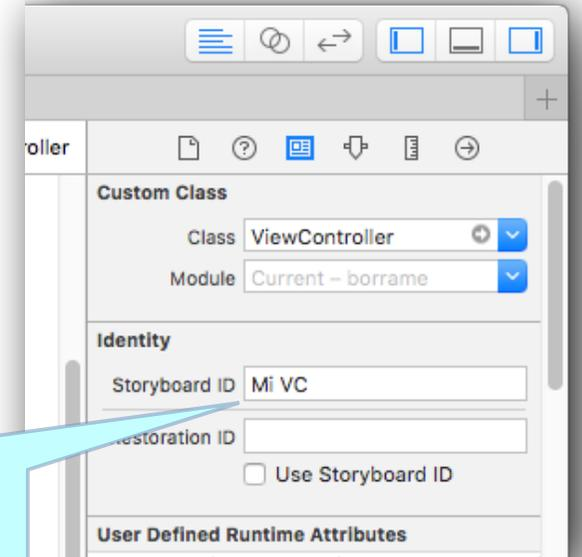 roller
Custom Class
Class ViewController
Module Current – borrame
Identity
Storyboard ID Mi VC
ID
Use Storyboard ID
User Defined Runtime Attributes